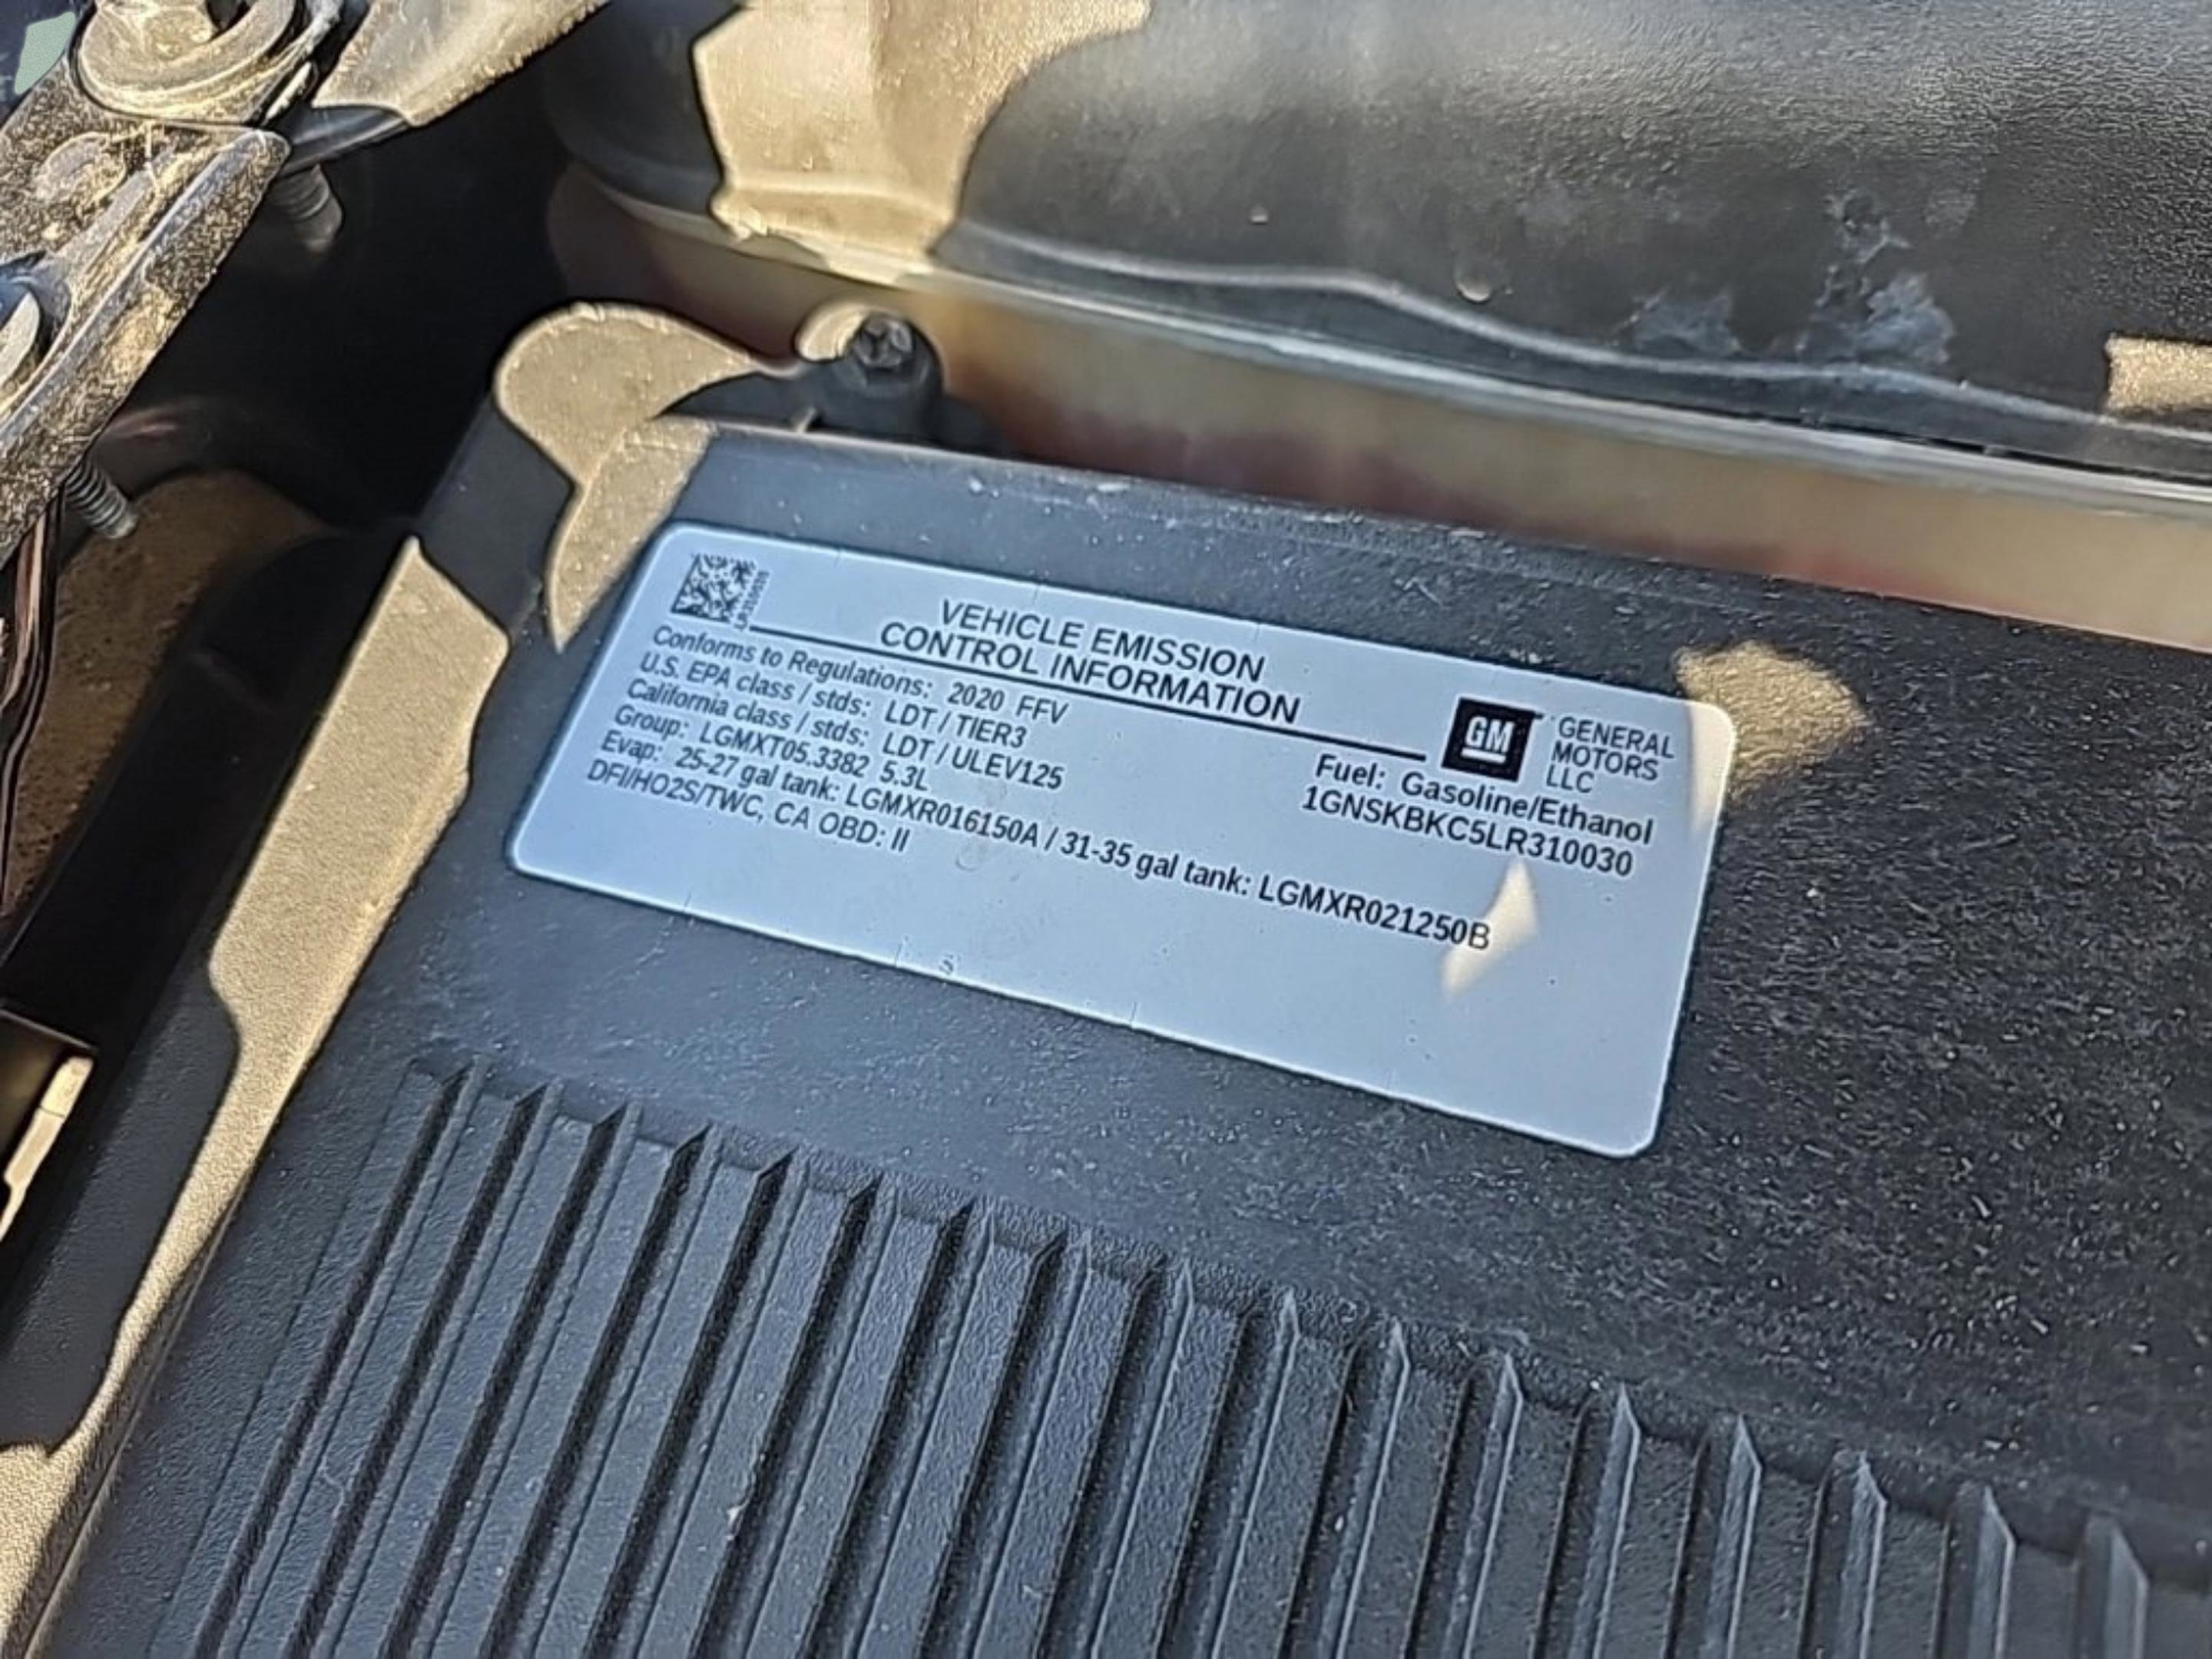 VEHICLE EMISSION
CONTROL INFORMATION
Conforms to Regulations: 2020 FFV
U.S. EPA class / stds: LDT / TIER3
California class / stds: LDT / ULEV125
Group: LGMXT05.3382 5.3L
Evap: 25-27 gal tank: LGMXR016150A / 31-35 gal tank: LGMXR021250B
DFI/HO2S/TWC, CA OBD: II
GM
GENERAL
MOTORS
LLC
Fuel: Gasoline/Ethanol
1GNSKBKC5LR310030